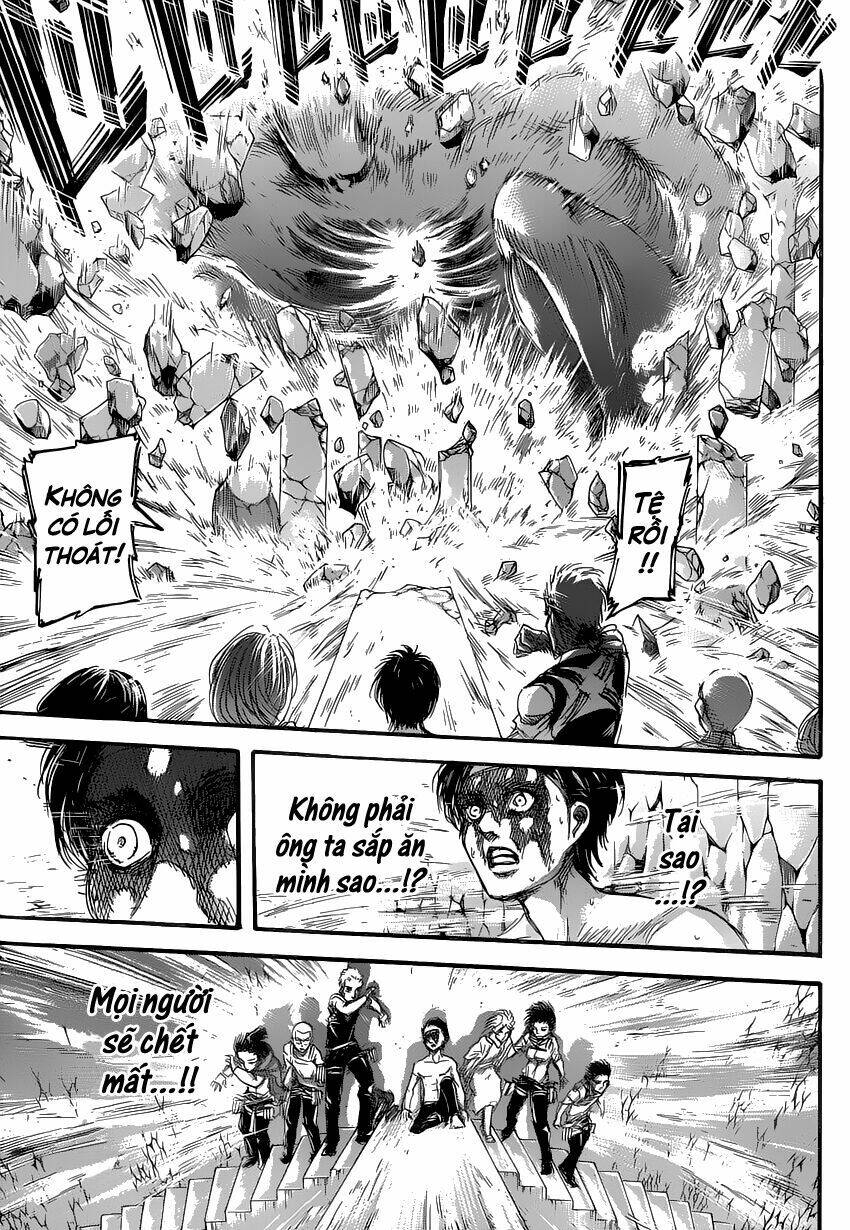 TỆ
RỒI
!!
KHÔNG
CÓ LỐI
THOÁT!
Tại
sao
...!?
Không phải
ông ta sắp ăn
mình sao...!?
Mọi người
sẽ chết
mất...!!